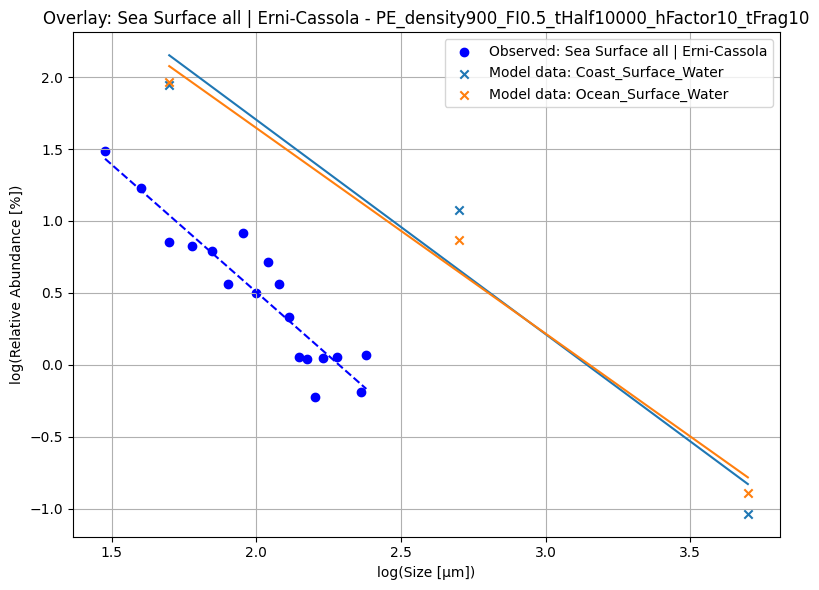 Overlay: Sea Surface all | Erni-Cassola - PE_density900_FI0.5_tHalf10000_hFactor10_tFrag10
Observed: Sea Surface all | Erni-Cassola
Model data: Coast_Surface_Water
Model data: Ocean_Surface_Water
log(Relative Abundance [%])
2.0
1.5
1.0
0.5
0.0
−0.5
−1.0
1.5 2.0 2.5 3.0 3.5
log(Size [μm])